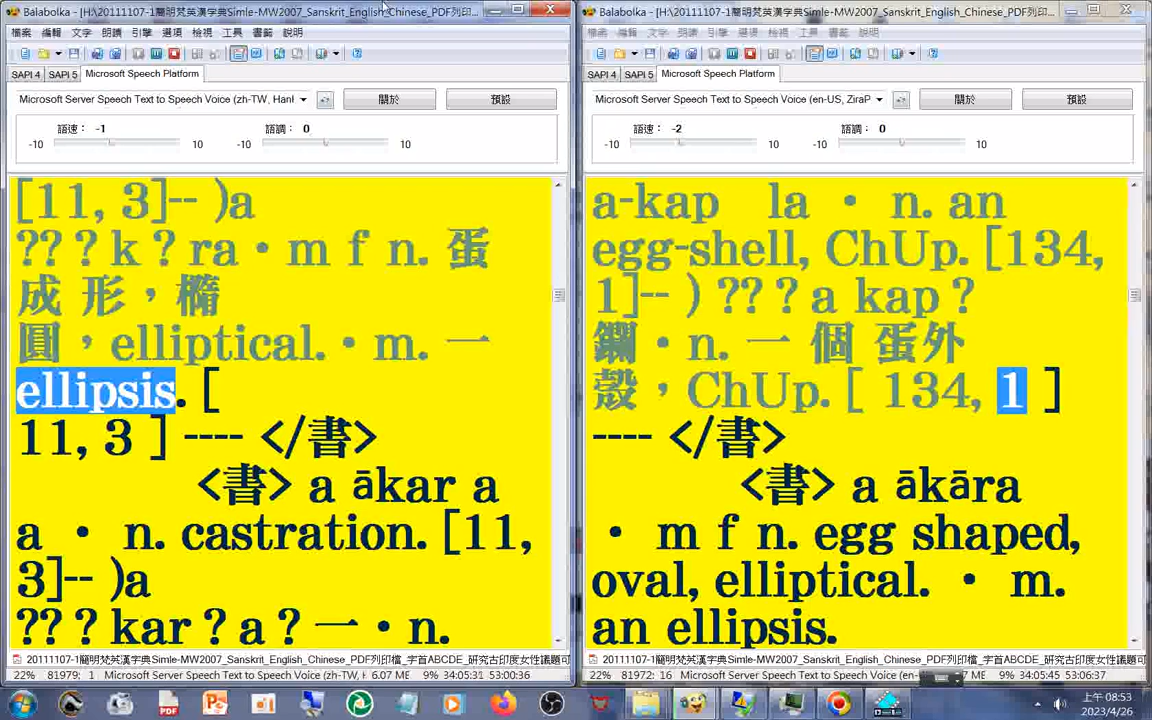 Balabolka - [H:\20111107-1簡明梵英漢字典Simle-MW2007_Sanskrit_English_Chinese_PDF列印...
檔案 編輯 文字 朗讀 引擎 選項 檢視 工具 書籤 說明
SAPI 4 SAPI 5 Microsoft Speech Platform
Microsoft Server Speech Text to Speech Voice (zh-TW, Hanl
關於
預設
語速： -1
語調： 0
-10
10
-10
10
[11, 3]-- )a
??？k？ra・m f n. 蛋
成 形，橢
圓，elliptical.・m. 一
ellipsis. [
11, 3 ] ---- </書>
<書> a ākar a
a ・ n. castration. [11,
3]-- )a
??？kar？a？一・n.
20111107-1簡明梵英漢字典Simle-MW2007_Sanskrit_English_Chinese_PDF列印檔_字首ABCDE_研究古印度女性議題可
22% 81979: 1 Microsoft Server Speech Text to Speech Voice (zh-TW, H 6.07 ME 9% 34:05:31 53:00:36
Balabolka - [H:\20111107-1簡明梵英漢字典Simle-MW2007_Sanskrit_English_Chinese_PDF列印...
檔案 編輯 文字 朗讀 引擎 選項 檢視 工具 書籤 說明
SAPI 4 SAPI 5 Microsoft Speech Platform
Microsoft Server Speech Text to Speech Voice (en-US, ZiraP
關於
預設
語速： -2
語調： 0
-10
10
-10
10
a-kap la ・ n. an
egg-shell, ChUp. [134,
1]-- ) ??？a kap？
鑭・n. 一 個 蛋外
殼，ChUp. [ 134, 1 ]
---- </書>
<書> a ākāra
・ m f n. egg shaped,
oval, elliptical. ・ m.
an ellipsis.
20111107-1簡明梵英漢字典Simle-MW2007_Sanskrit_English_Chinese_PDF列印檔_字首ABCDE_研究古印度女性議題可
22% 81972: 16 Microsoft Server Speech Text to Speech Voice (en-us 9% 34:05:45 53:06:37
上午 08:53
2023/4/26